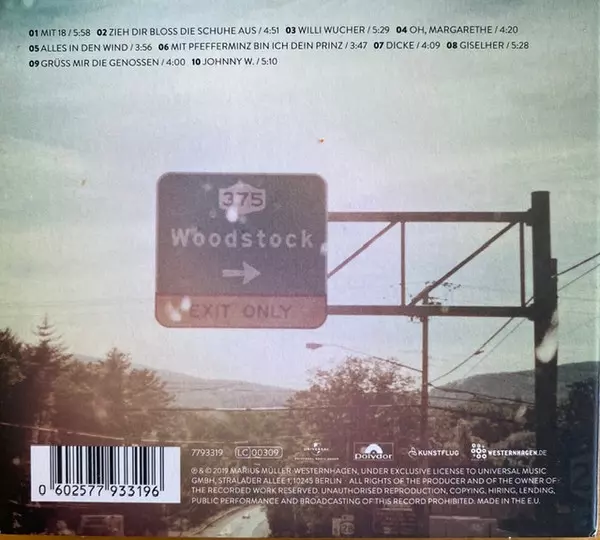 01 MIT 18 / 5:58 02 ZIEH DIR BLOSS DIE SCHUHE AUS / 4:51 03 WILLI WUCHER / 5:29 04 OH, MARGARETHE / 4:20
05 ALLES IN DEN WIND / 3:56 06 MIT PFEFFERMINZ BIN ICH DEIN PRINZ / 3:47 07 DICKE / 4:09 08 GISELHER / 5:28
09 GRÜSS MIR DIE GENOSSEN / 4:00 10 JOHNNY W. / 5:10
375
Woodstock
EXIT ONLY
7793319 LC 00309 UNIVERSAL polydor KUNSTFLUG WESTERNHAGEN.DE
℗ & © 2019 MARIUS MÜLLER-WESTERNHAGEN, UNDER EXCLUSIVE LICENSE TO UNIVERSAL MUSIC
GMBH, STRALAUER ALLEE 1, 10245 BERLIN · ALL RIGHTS OF THE PRODUCER AND OF THE OWNER OF
THE RECORDED WORK RESERVED. UNAUTHORISED REPRODUCTION, COPYING, HIRING, LENDING,
PUBLIC PERFORMANCE AND BROADCASTING OF THIS RECORD PROHIBITED. MADE IN THE E.U.
0 602577 933196